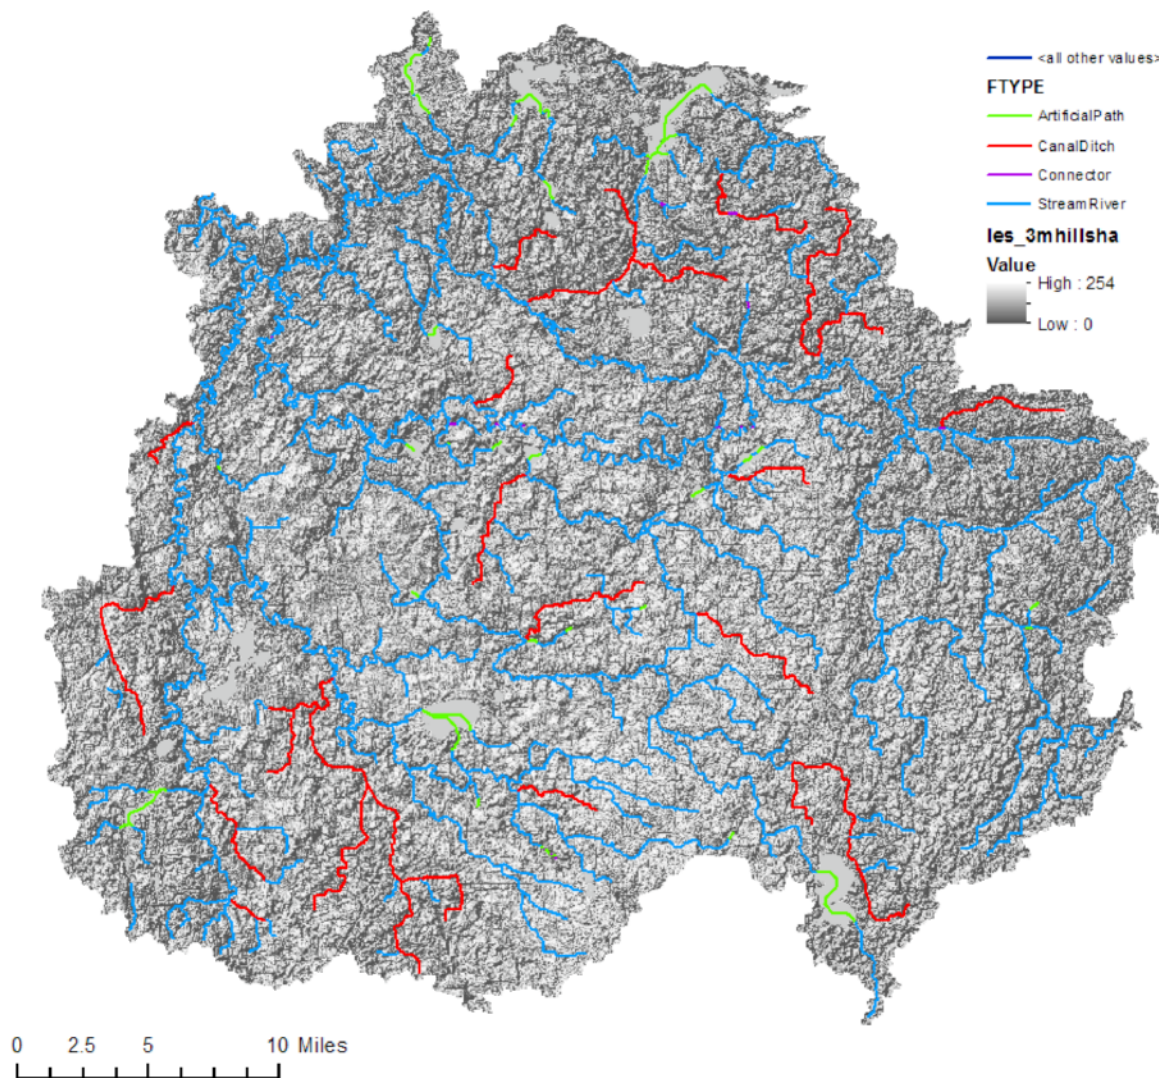 <all other values>
FTYPE
ArtificialPath
CanalDitch
Connector
StreamRiver
les_3mhillsha
Value
High : 254
Low : 0
0 2.5 5 10 Miles